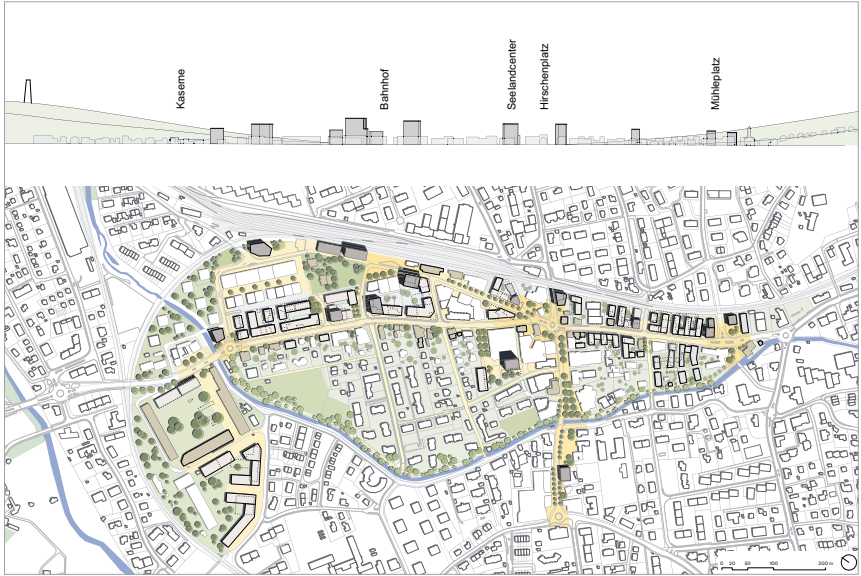 Kaserne
Bahnhof
Seelandcenter
Hirschenplatz
Mühleplatz
0 20 50 100 200 m